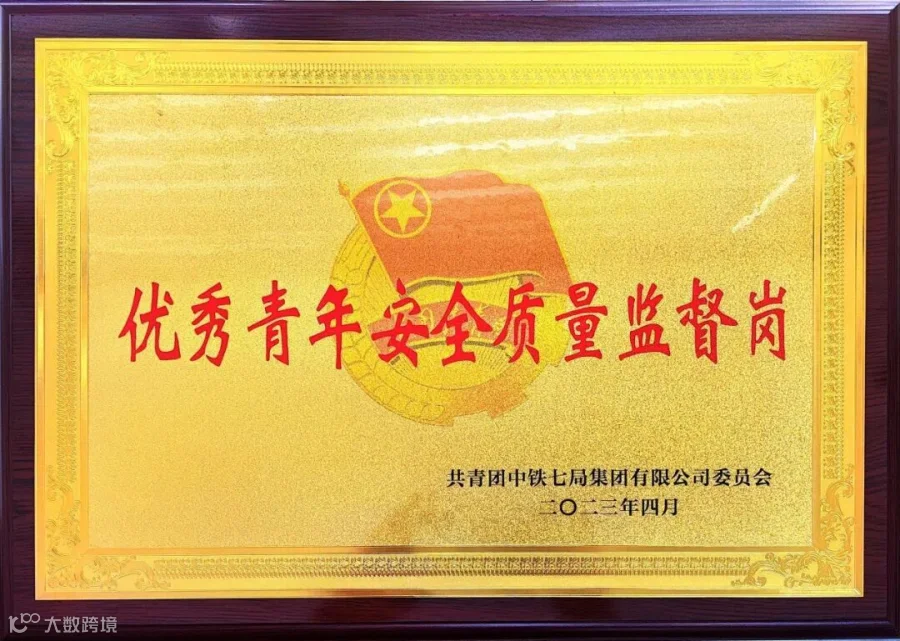 优秀青年安全质量监督岗
共青团中铁七局集团有限公司委员会
二〇二三年四月
大数跨境